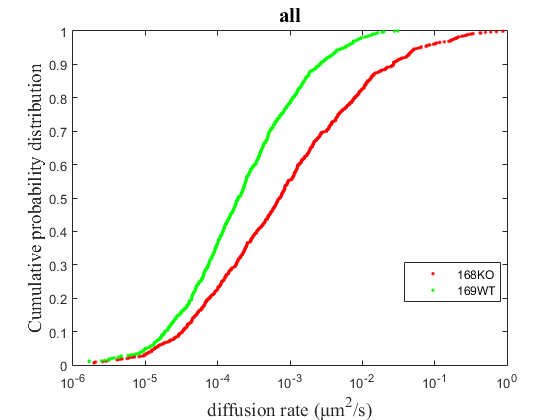 all
Cumulative probability distribution
1
0.9
0.8
0.7
0.6
0.5
0.4
0.3
0.2
0.1
0
168KO
169WT
10⁻⁶ 10⁻⁵ 10⁻⁴ 10⁻³ 10⁻² 10⁻¹ 10⁰
diffusion rate (μm²/s)